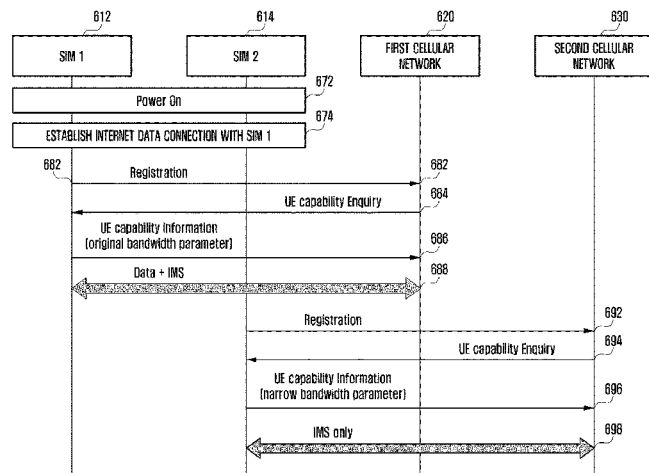 612
614
620
630
SIM 1
SIM 2
FIRST CELLULAR
NETWORK
SECOND CELLULAR
NETWORK
672
Power On
674
ESTABLISH INTERNET DATA CONNECTION WITH SIM 1
682
Registration
682
UE capability Enquiry
684
UE capability Information
(original bandwidth parameter)
686
Data + IMS
688
Registration
692
UE capability Enquiry
694
UE capability Information
(narrow bandwidth parameter)
696
IMS only
698